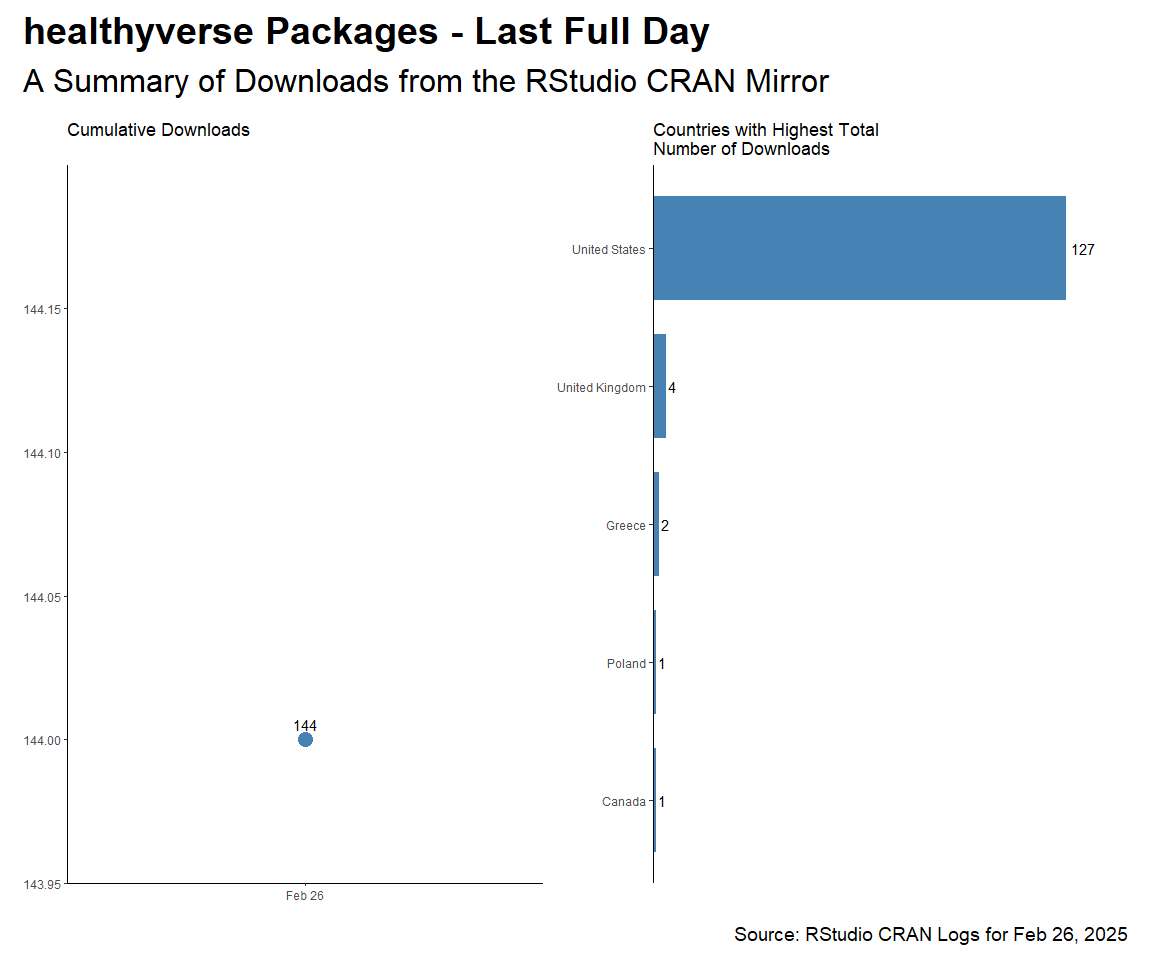 healthyverse Packages - Last Full Day
A Summary of Downloads from the RStudio CRAN Mirror
Cumulative Downloads
144.15
144.10
144.05
144.00
143.95
144
Feb 26
Countries with Highest Total
Number of Downloads
United States
127
United Kingdom
4
Greece
2
Poland
1
Canada
1
Source: RStudio CRAN Logs for Feb 26, 2025